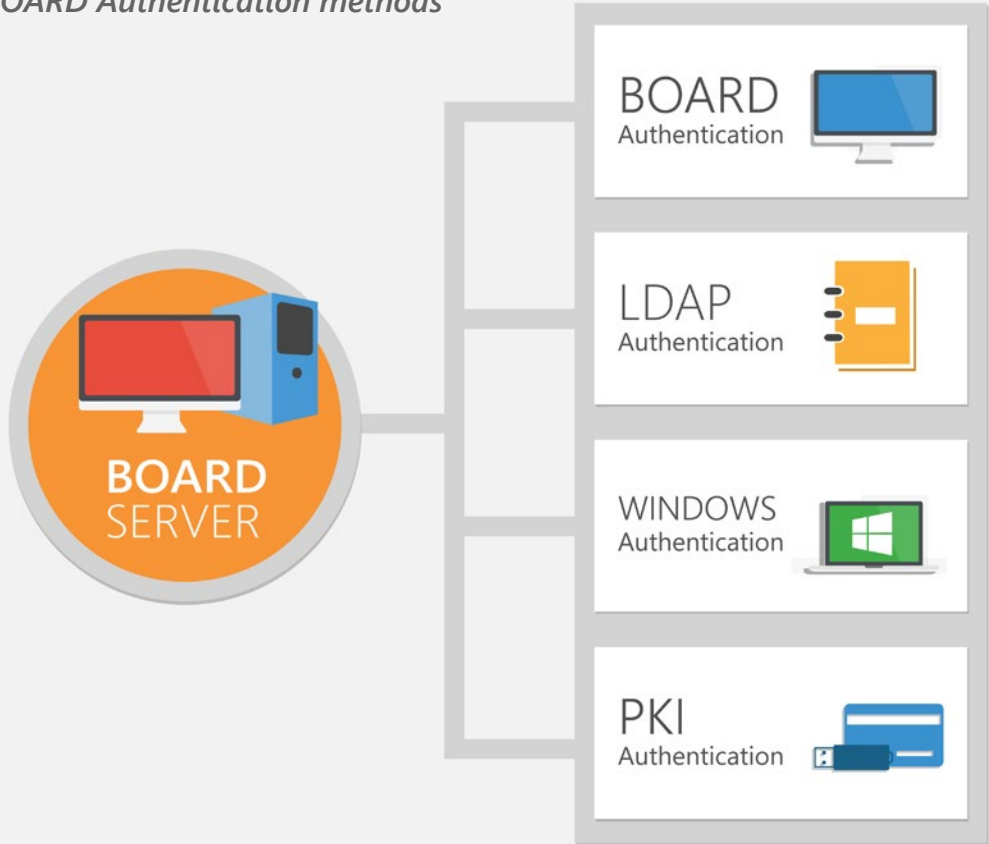 OARD Authentication methods
BOARD
Authentication
LDAP
Authentication
BOARD
SERVER
WINDOWS
Authentication
PKI
Authentication